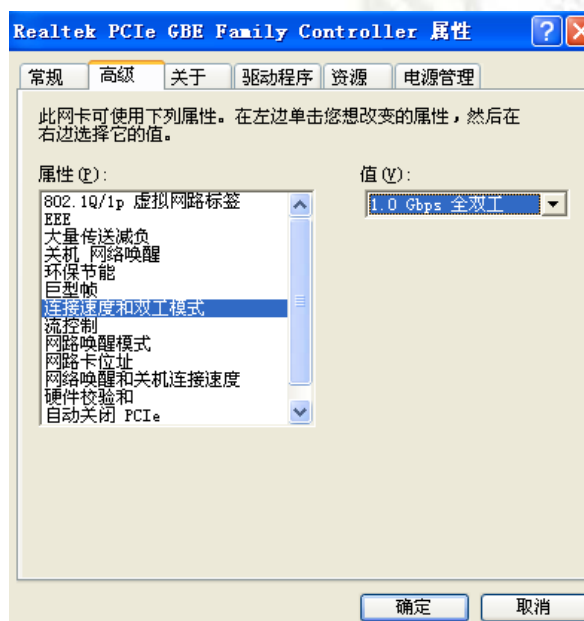 Realtek PCIe GBE Family Controller 属性
常规 高级 关于 驱动程序 资源 电源管理
此网卡可使用下列属性。在左边单击您想改变的属性，然后在
右边选择它的值。
属性(P): 值(V):
802.1Q/1p 虚拟网路标签 1.0 Gbps 全双工
EEE
大量传送减负
关机 网络唤醒
环保节能
巨型帧
连接速度和双工模式
流控制
网路唤醒模式
网路卡位址
网络唤醒和关机连接速度
硬件校验和
自动关闭 PCIe
确定 取消